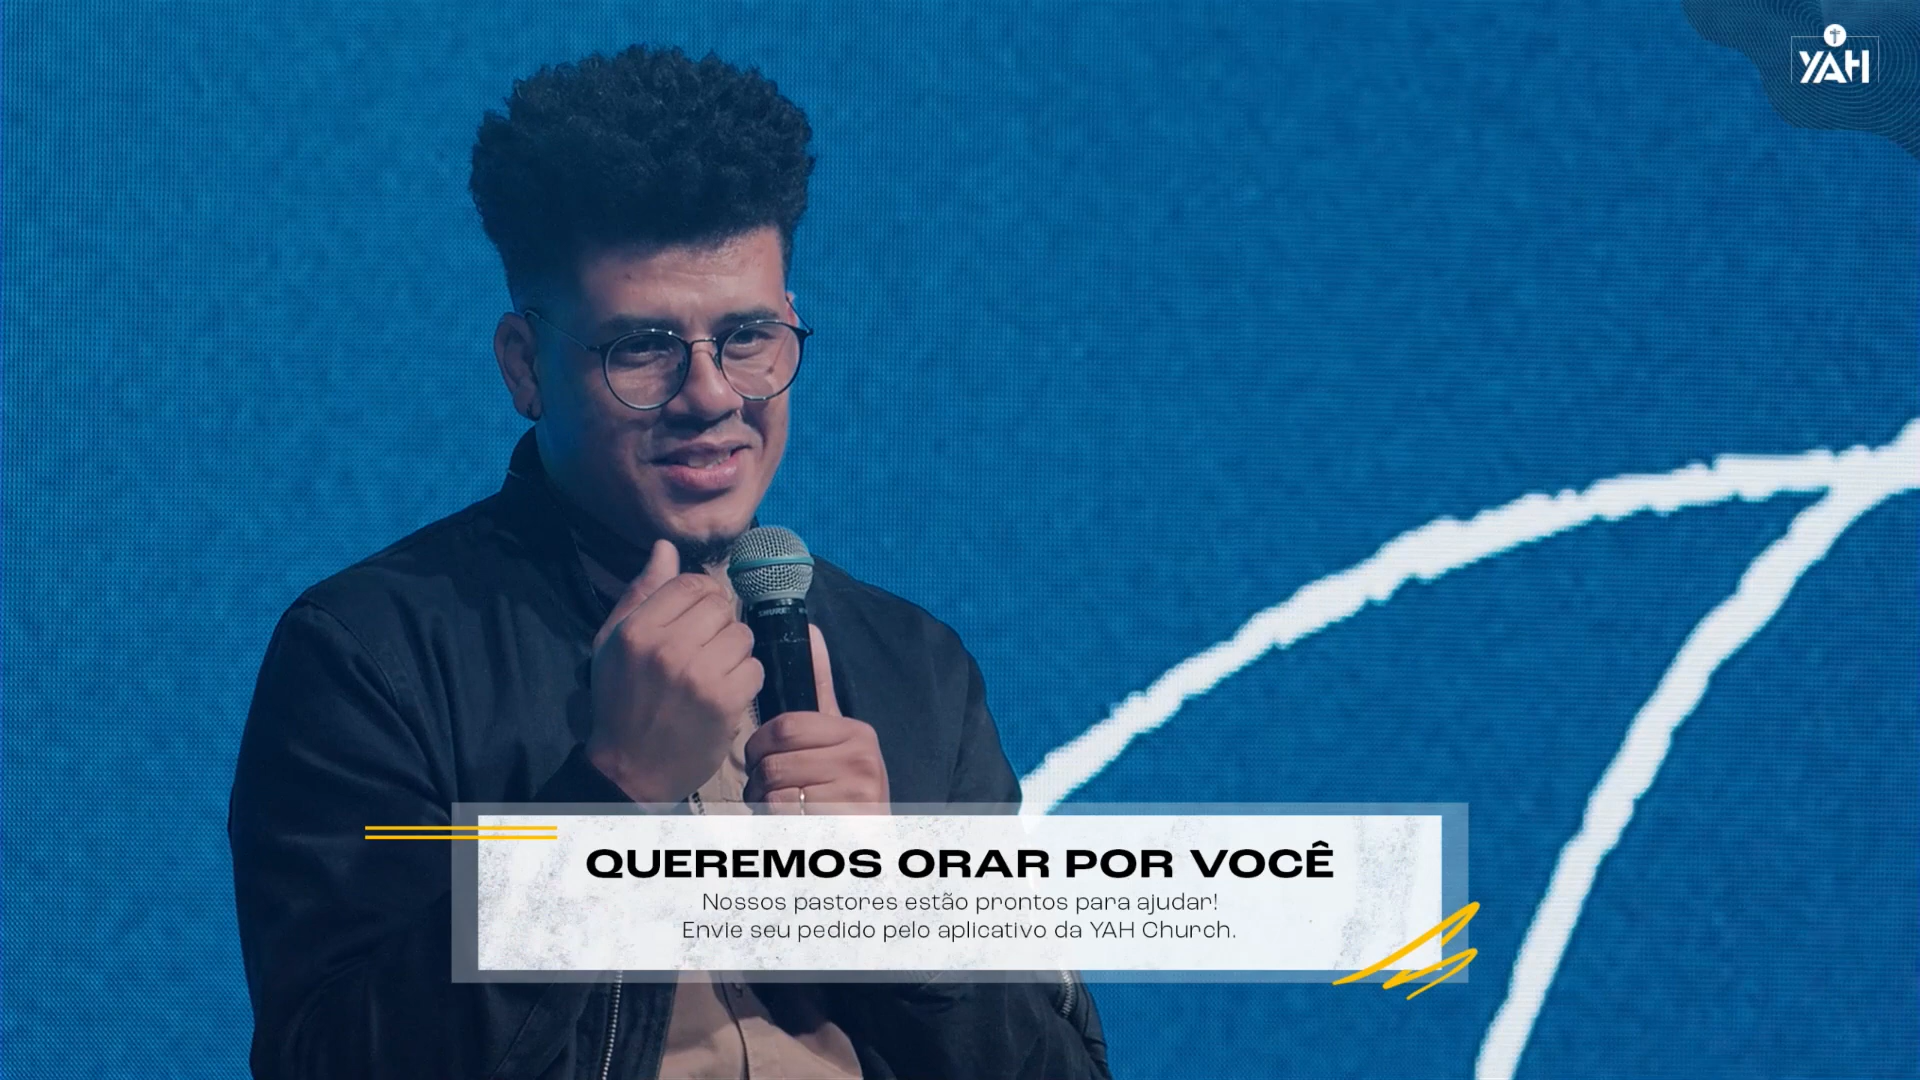 YAH
SHURE
QUEREMOS ORAR POR VOCÊ
Nossos pastores estão prontos para ajudar!
Envie seu pedido pelo aplicativo da YAH Church.